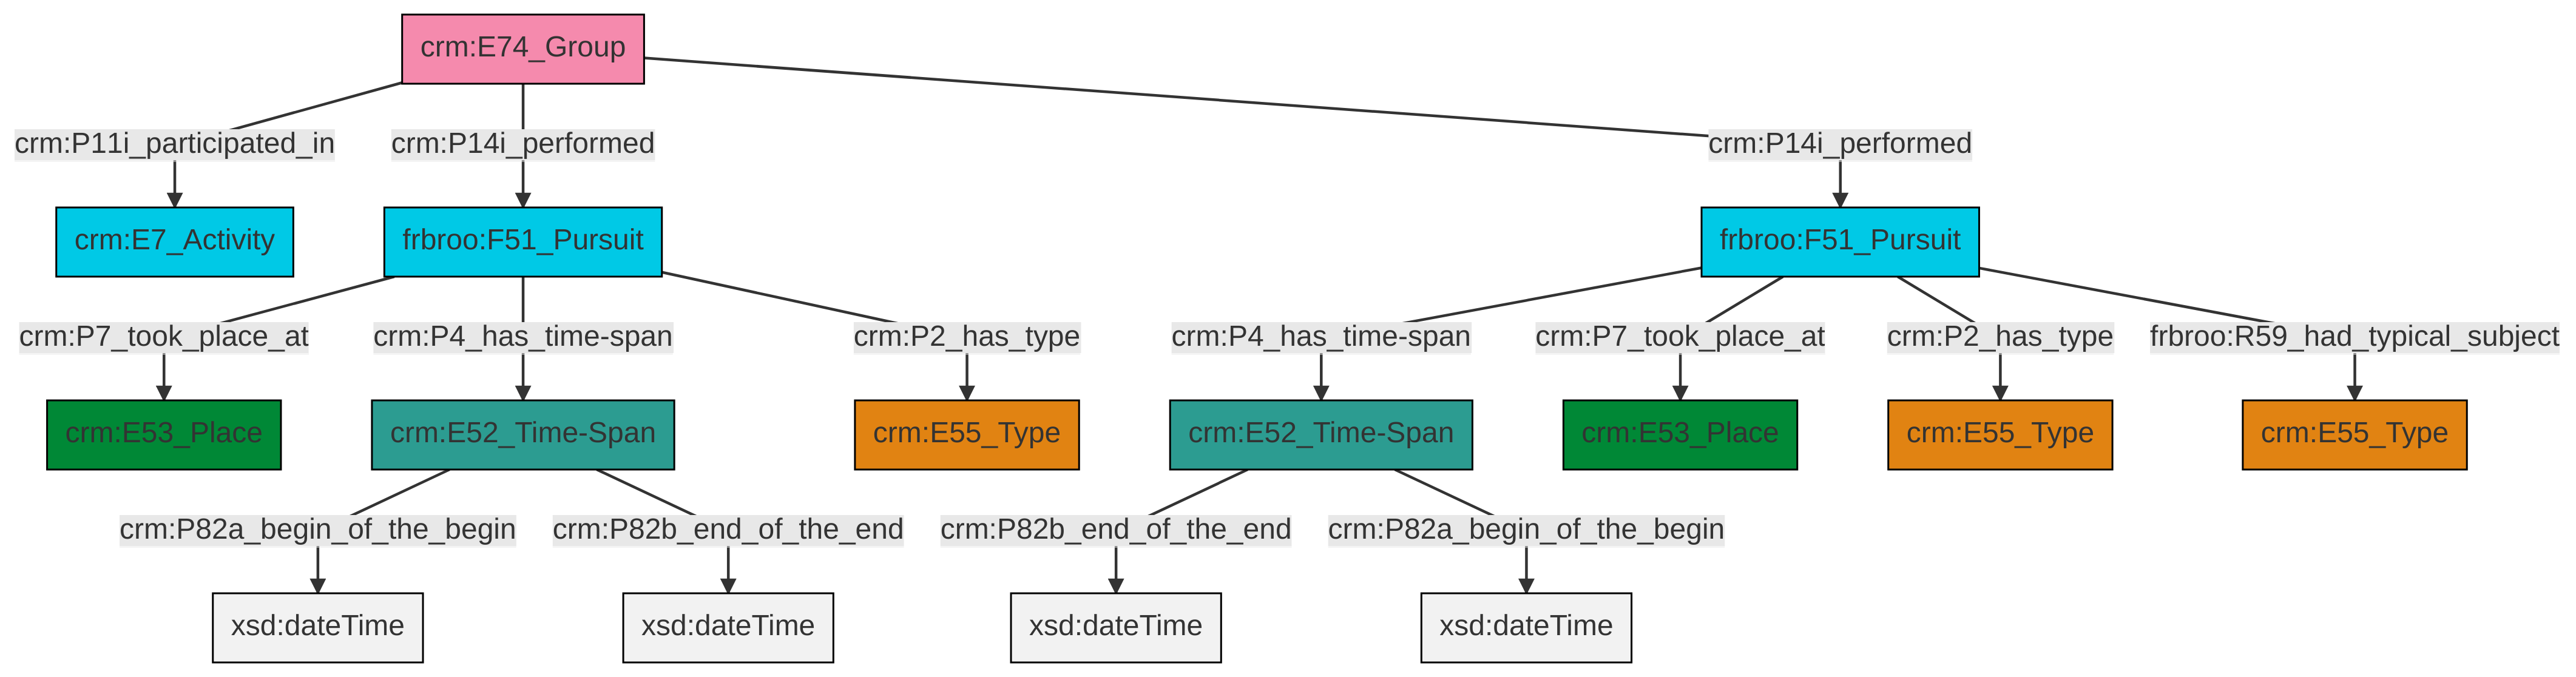 crm:E74_Group
crm:P11i_participated_in
crm:P14i_performed
crm:P14i_performed
crm:E7_Activity
frbroo:F51_Pursuit
frbroo:F51_Pursuit
crm:P7_took_place_at
crm:P4_has_time-span
crm:P2_has_type
crm:P4_has_time-span
crm:P7_took_place_at
crm:P2_has_type
frbroo:R59_had_typical_subject
crm:E53_Place
crm:E52_Time-Span
crm:E55_Type
crm:E52_Time-Span
crm:E53_Place
crm:E55_Type
crm:E55_Type
crm:P82a_begin_of_the_begin
crm:P82b_end_of_the_end
crm:P82b_end_of_the_end
crm:P82a_begin_of_the_begin
xsd:dateTime
xsd:dateTime
xsd:dateTime
xsd:dateTime